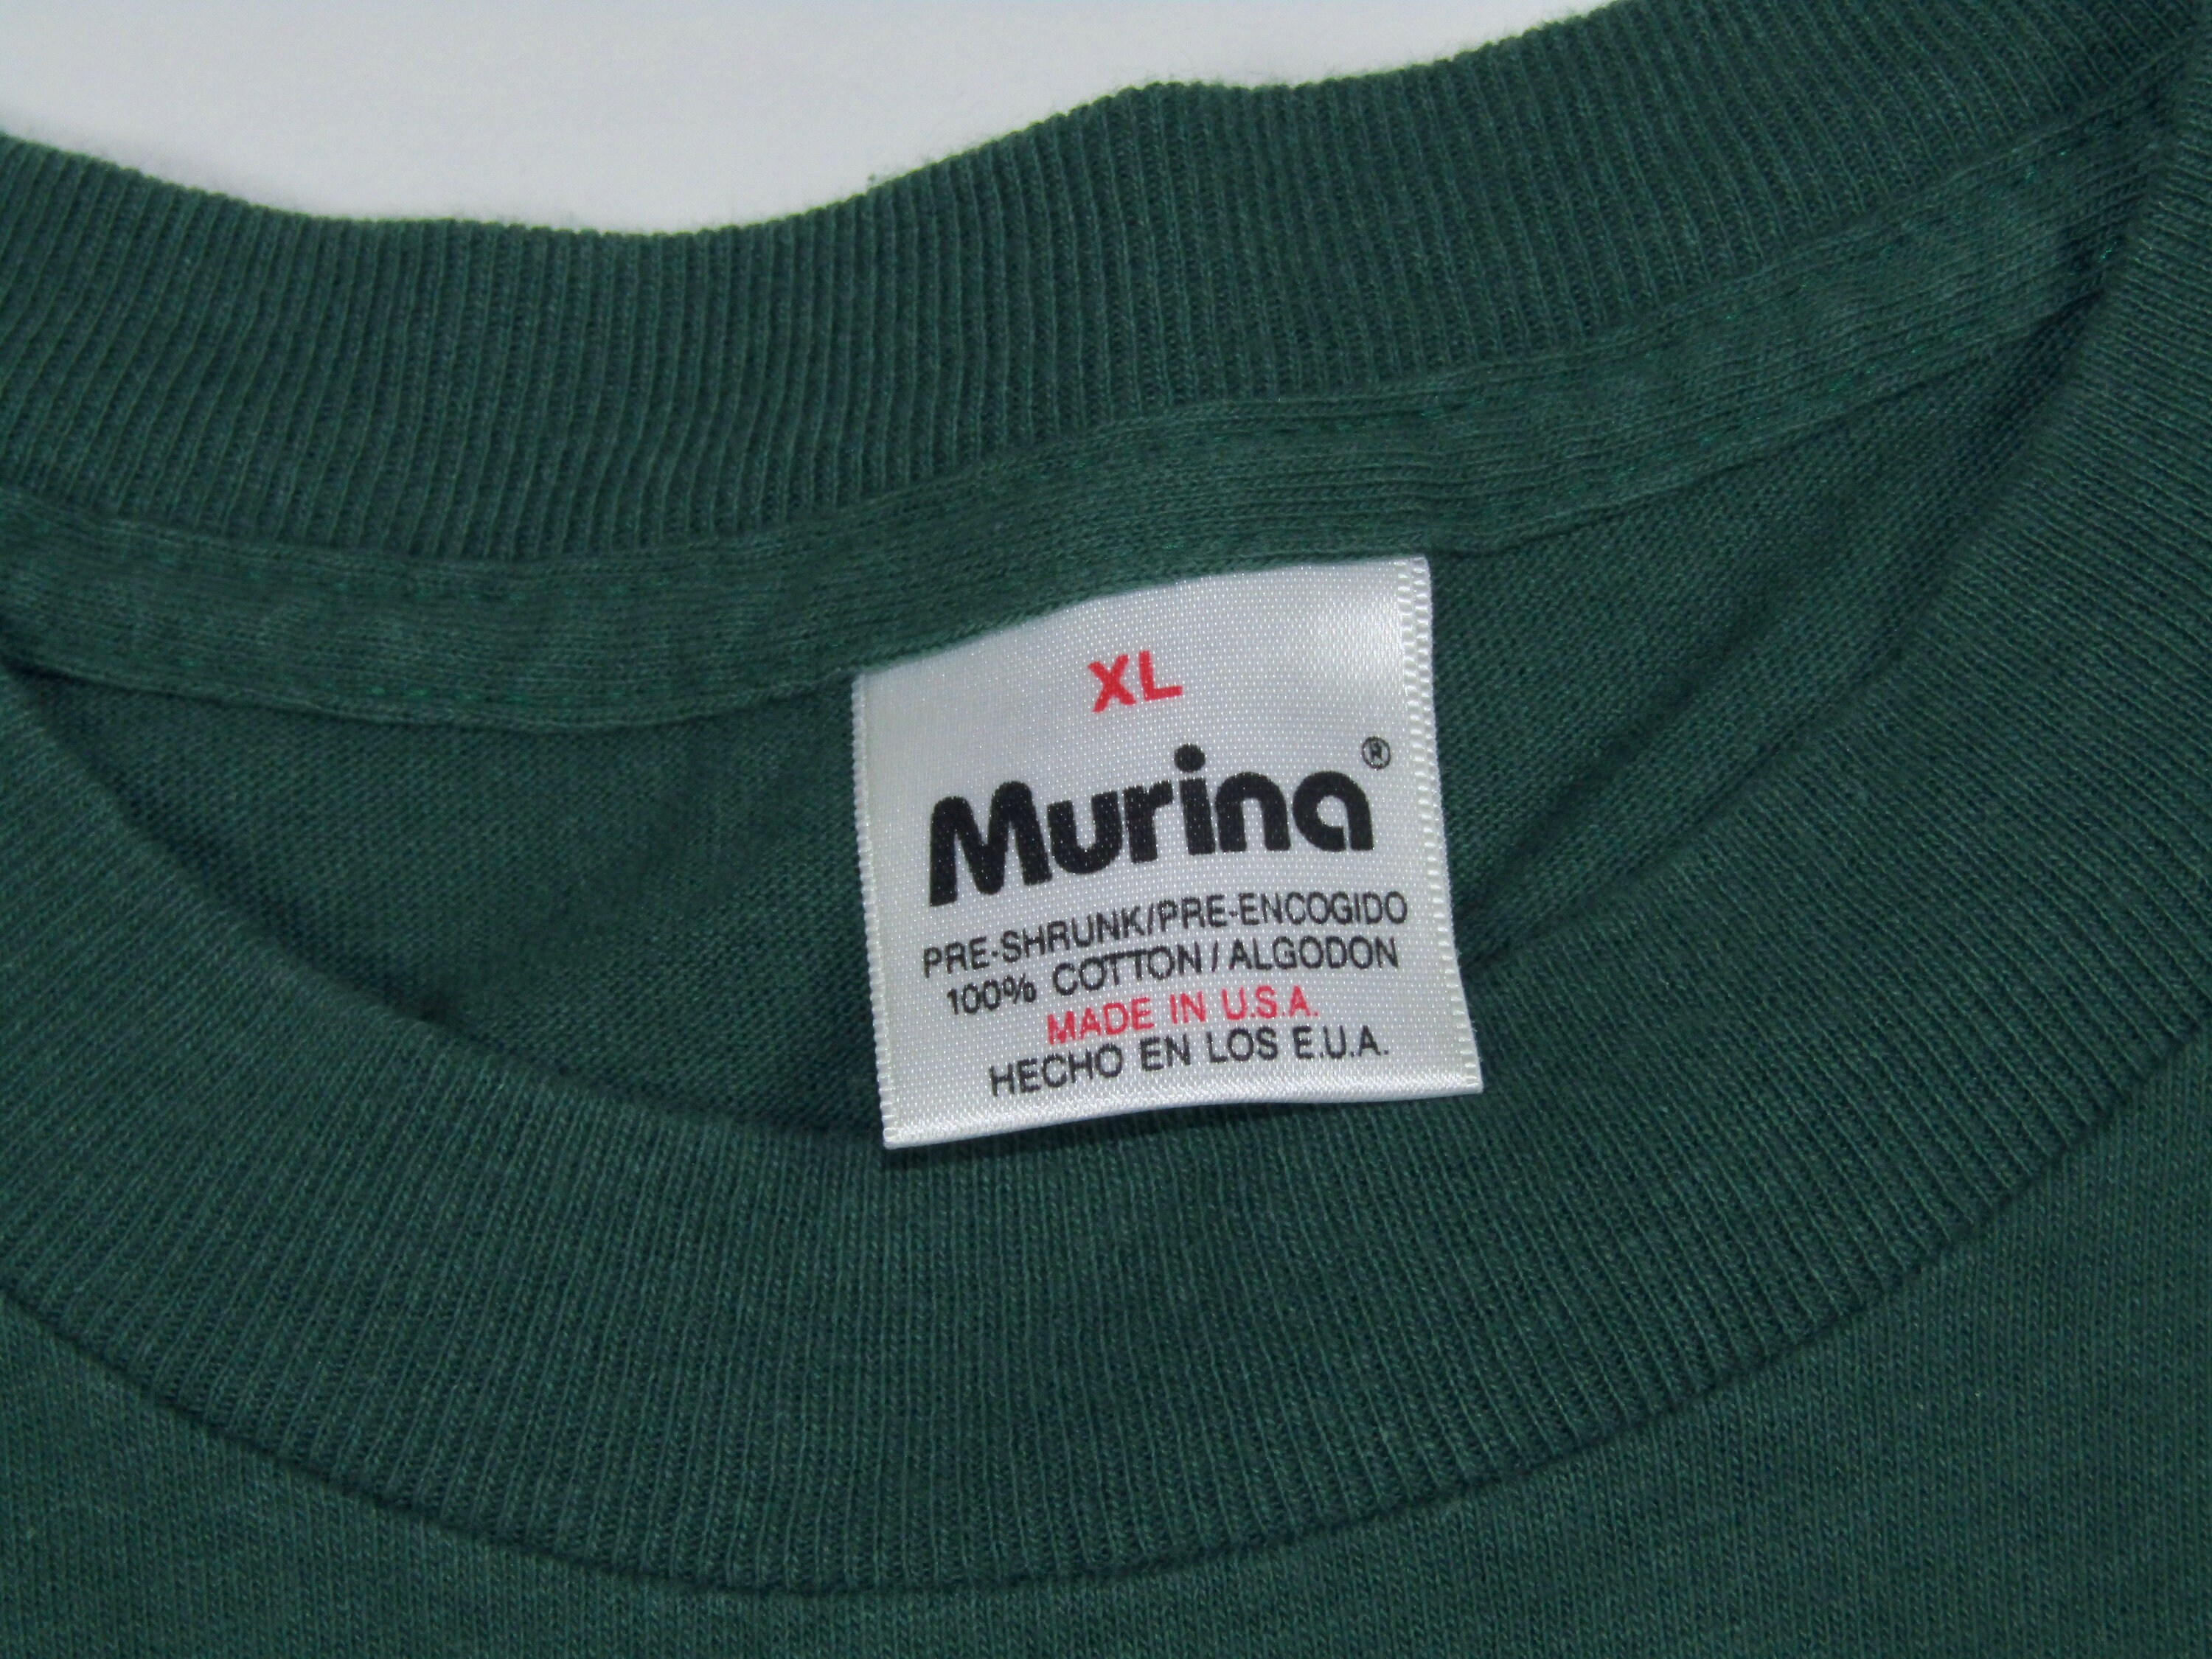 XL
Murina®
PRE-SHRUNK/PRE-ENCOGIDO
100% COTTON/ALGODON
MADE IN U.S.A.
HECHO EN LOS E.U.A.